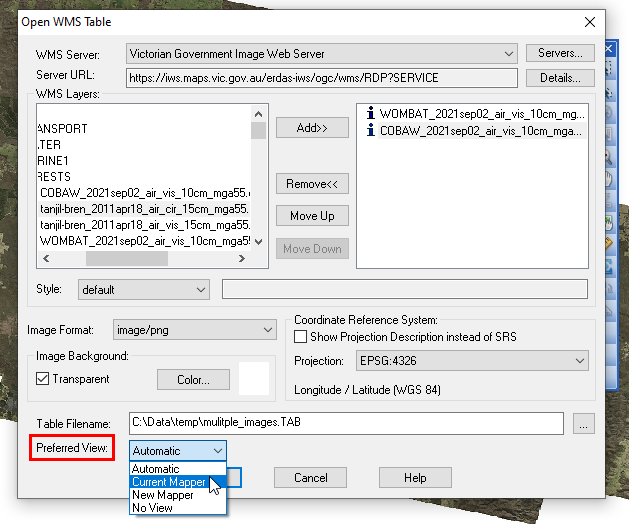 Open WMS Table
WMS Server: Victorian Government Image Web Server Servers...
Server URL: https://iws.maps.vic.gov.au/erdas-iws/ogc/wms/RDP?SERVICE Details...
WMS Layers:
ANSPORT
ATER
RINE1
RESTS
COBAW_2021sep02_air_vis_10cm_mga55.
tanjil-bren_2011apr18_air_cir_15cm_mga55.
tanjil-bren_2011apr18_air_vis_15cm_mga55.
WOMBAT_2021sep02_air_vis_10cm_mga55
Add>>
Remove<<
Move Up
Move Down
WOMBAT_2021sep02_air_vis_10cm_mg...
COBAW_2021sep02_air_vis_10cm_mga...
Style: default
Image Format: image/png
Image Background:
Transparent Color...
Coordinate Reference System:
Show Projection Description instead of SRS
Projection: EPSG:4326
Longitude / Latitude (WGS 84)
Table Filename: C:\Data\temp\mulitple_images.TAB ...
Preferred View: Automatic
Automatic
Current Mapper
New Mapper
No View
Cancel
Help